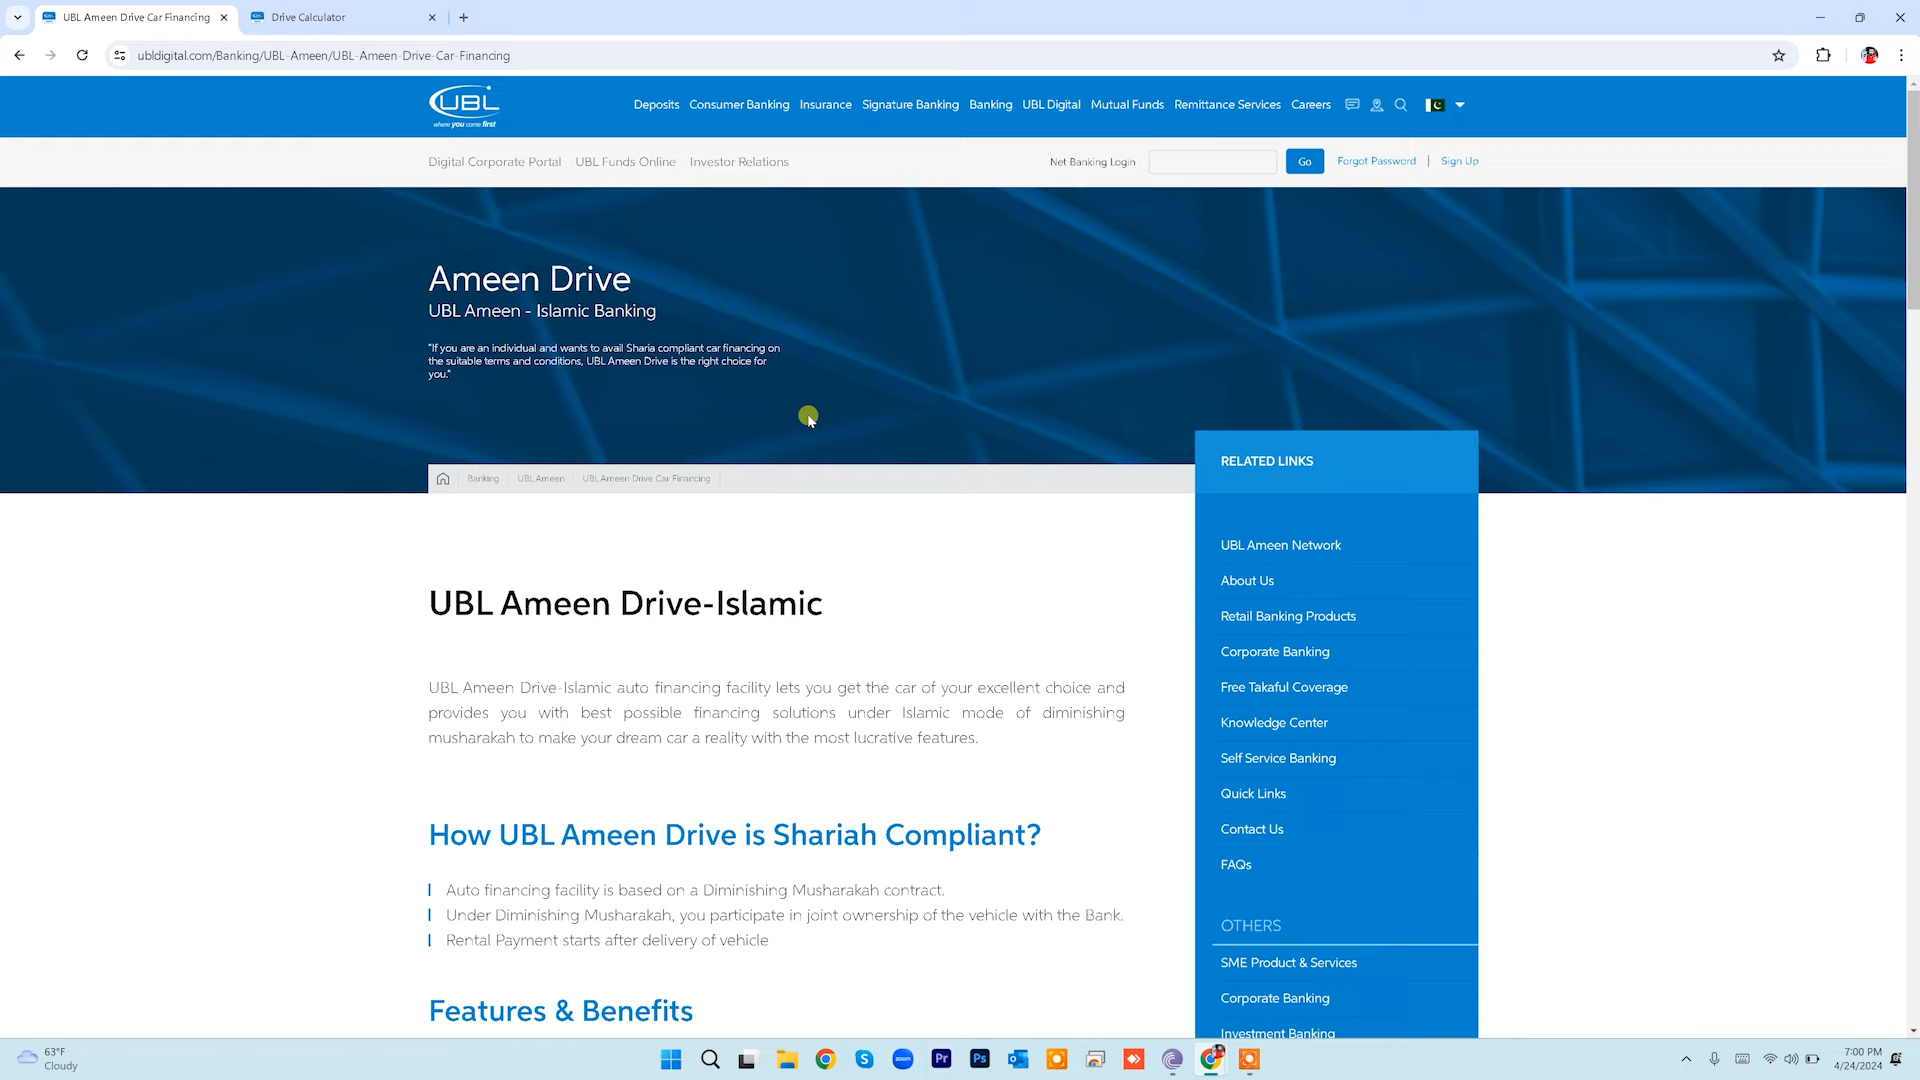 UBL Ameen Drive Car Financing
Drive Calculator
ubldigital.com/Banking/UBL-Ameen/UBL-Ameen-Drive-Car-Financing
UBL
where you come first
Deposits Consumer Banking Insurance Signature Banking Banking UBL Digital Mutual Funds Remittance Services Careers
Digital Corporate Portal UBL Funds Online Investor Relations
Net Banking Login Go Forgot Password | Sign Up
Ameen Drive
UBL Ameen - Islamic Banking
"If you are an individual and wants to avail Sharia compliant car financing on
the suitable terms and conditions, UBL Ameen Drive is the right choice for
you."
Banking UBL Ameen UBL Ameen Drive Car Financing
UBL Ameen Drive-Islamic
UBL Ameen Drive-Islamic auto financing facility lets you get the car of your excellent choice and
provides you with best possible financing solutions under Islamic mode of diminishing
musharakah to make your dream car a reality with the most lucrative features.
How UBL Ameen Drive is Shariah Compliant?
Auto financing facility is based on a Diminishing Musharakah contract.
Under Diminishing Musharakah, you participate in joint ownership of the vehicle with the Bank.
Rental Payment starts after delivery of vehicle
Features & Benefits
RELATED LINKS
UBL Ameen Network
About Us
Retail Banking Products
Corporate Banking
Free Takaful Coverage
Knowledge Center
Self Service Banking
Quick Links
Contact Us
FAQs
OTHERS
SME Product & Services
Corporate Banking
Investment Banking
63°F
Cloudy
zoom
Pr
Ps
7:00 PM
4/24/2024